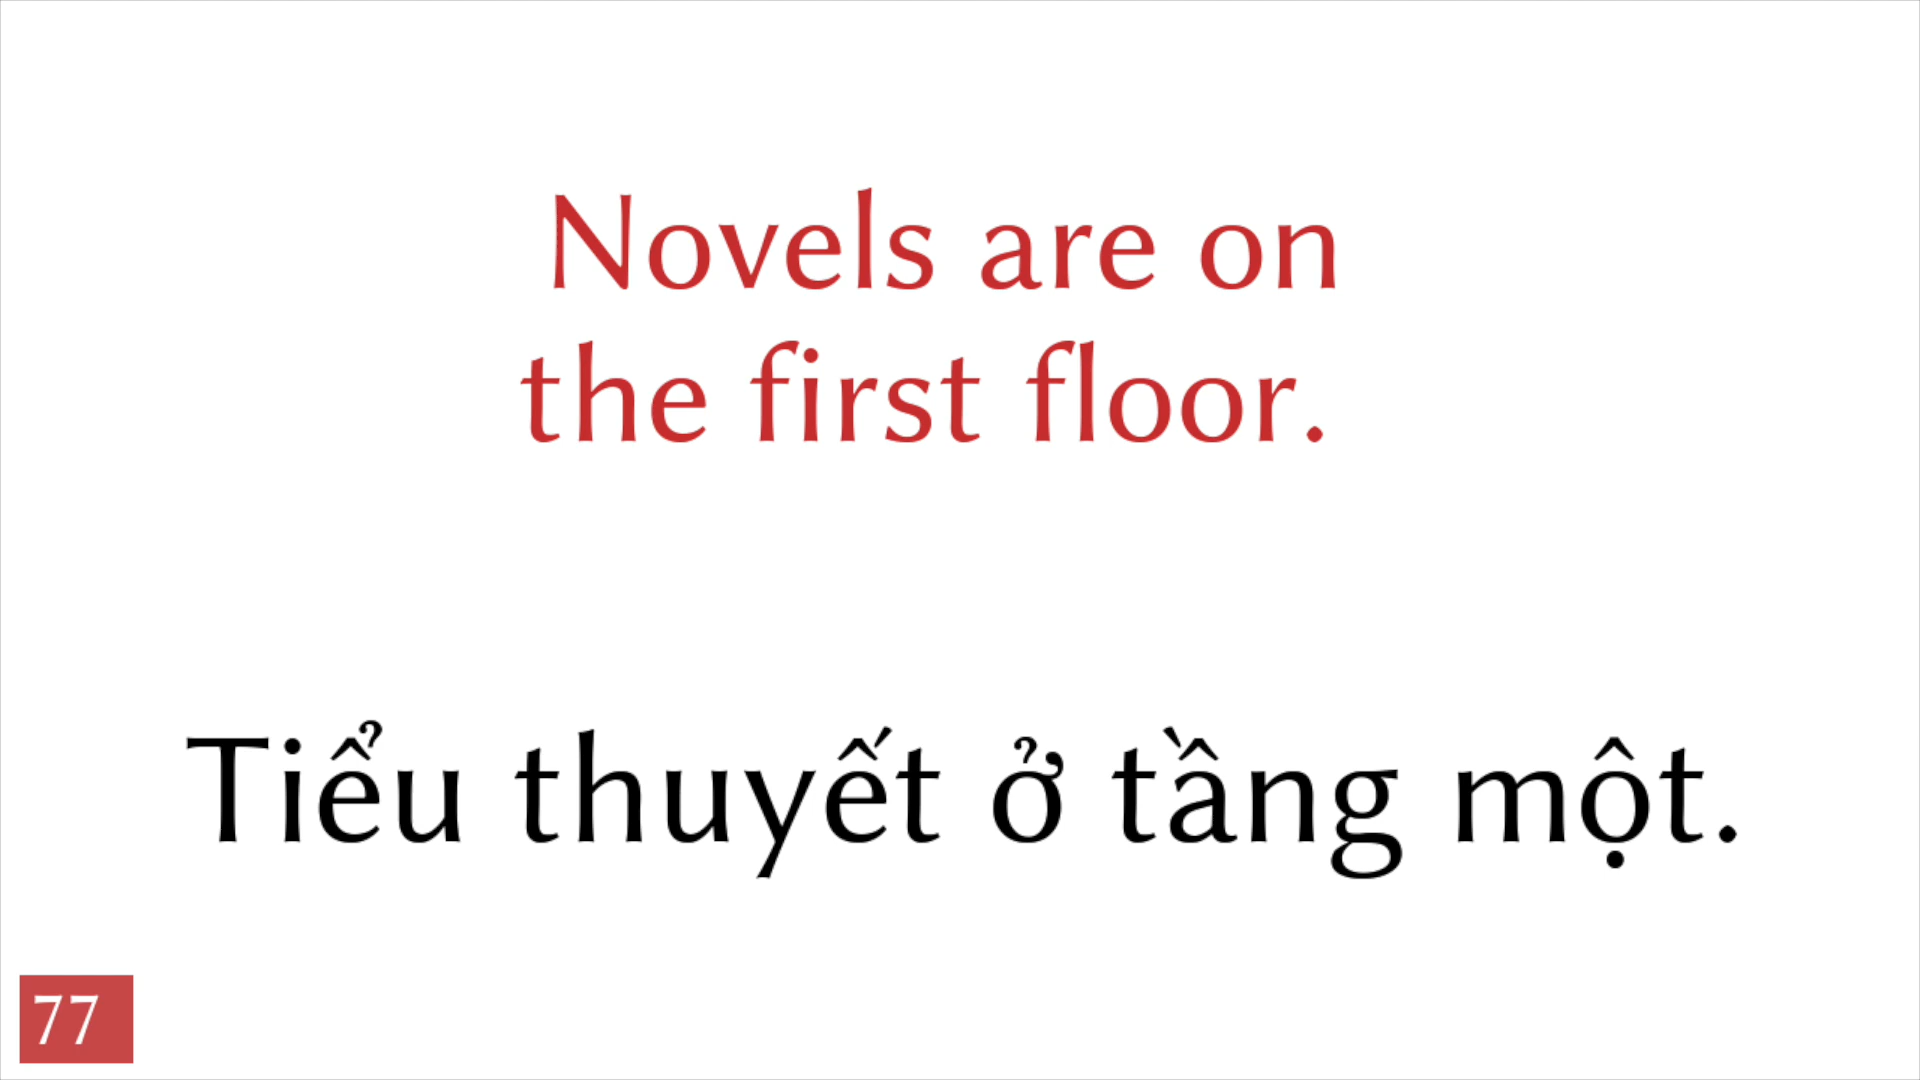 Novels are on
the first floor.
Tiểu thuyết ở tầng một.
77